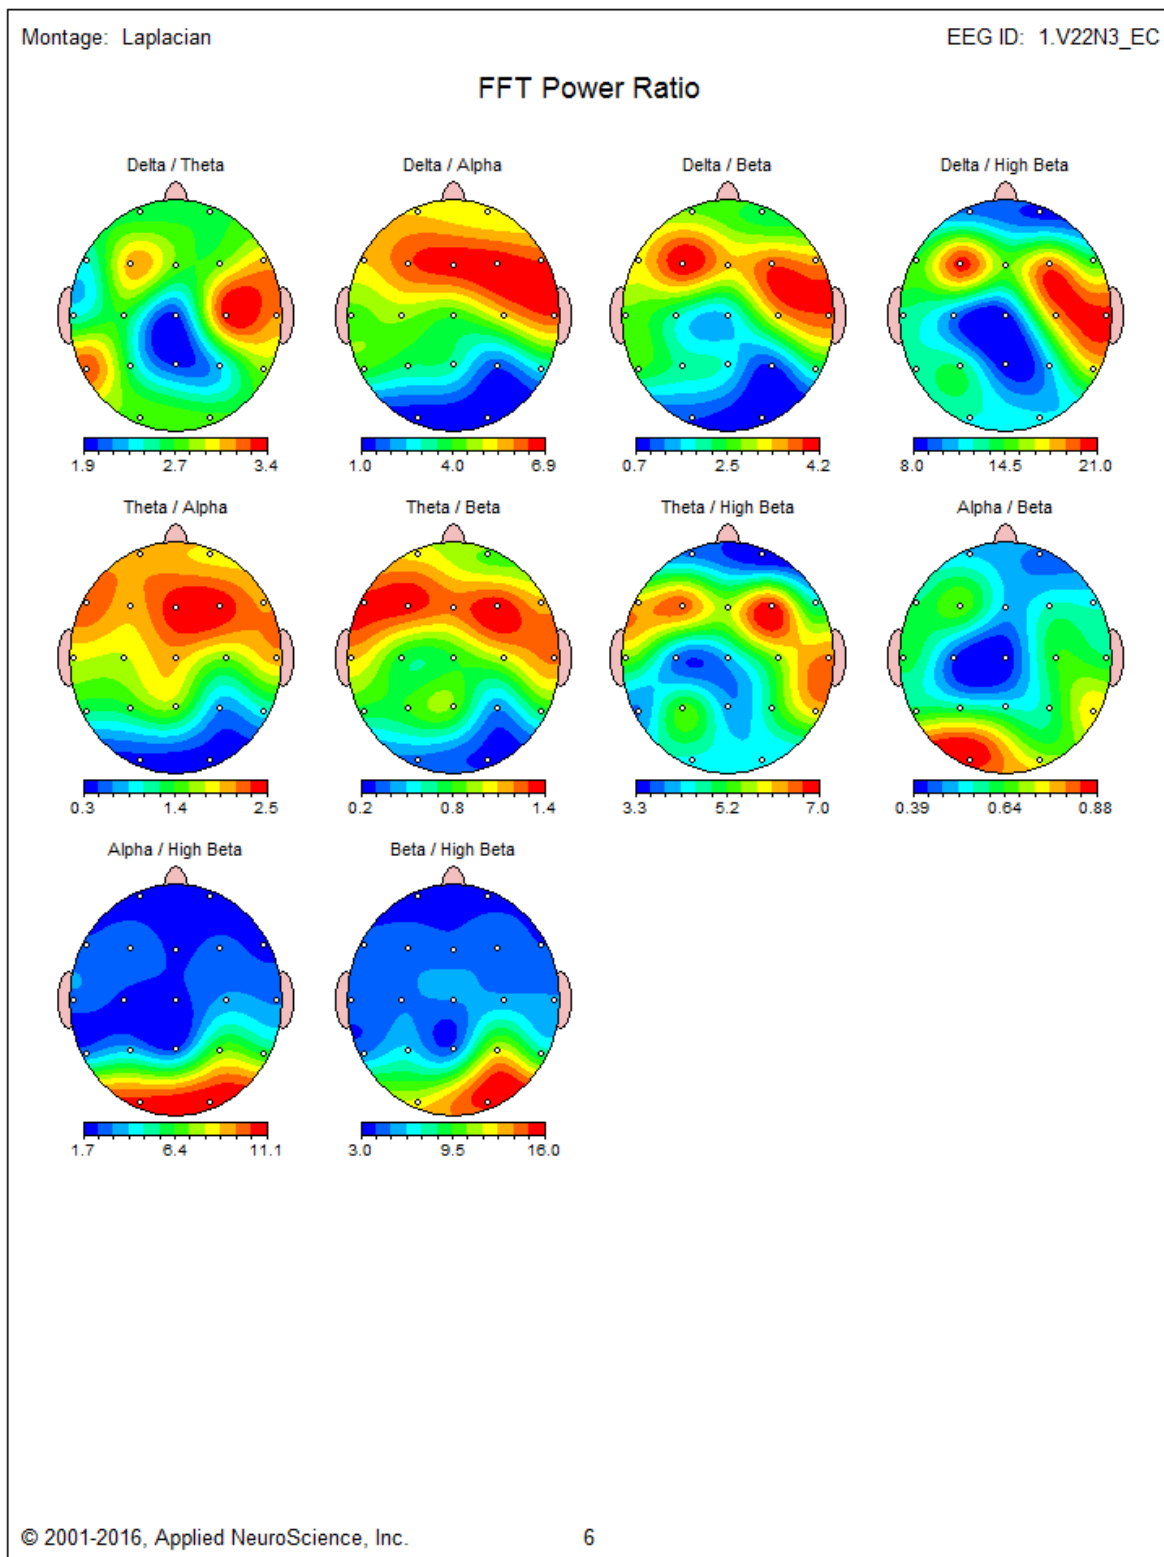 Montage: Laplacian EEG ID: 1.V22N3_EC
FFT Power Ratio
Delta / Theta Delta / Alpha Delta / Beta Delta / High Beta
1.9 2.7 3.4 1.0 4.0 6.9 0.7 2.5 4.2 8.0 14.5 21.0
Theta / Alpha Theta / Beta Theta / High Beta Alpha / Beta
0.3 1.4 2.5 0.2 0.8 1.4 3.3 5.2 7.0 0.39 0.64 0.88
Alpha / High Beta Beta / High Beta
1.7 6.4 11.1 3.0 9.5 16.0
© 2001-2016, Applied NeuroScience, Inc. 6